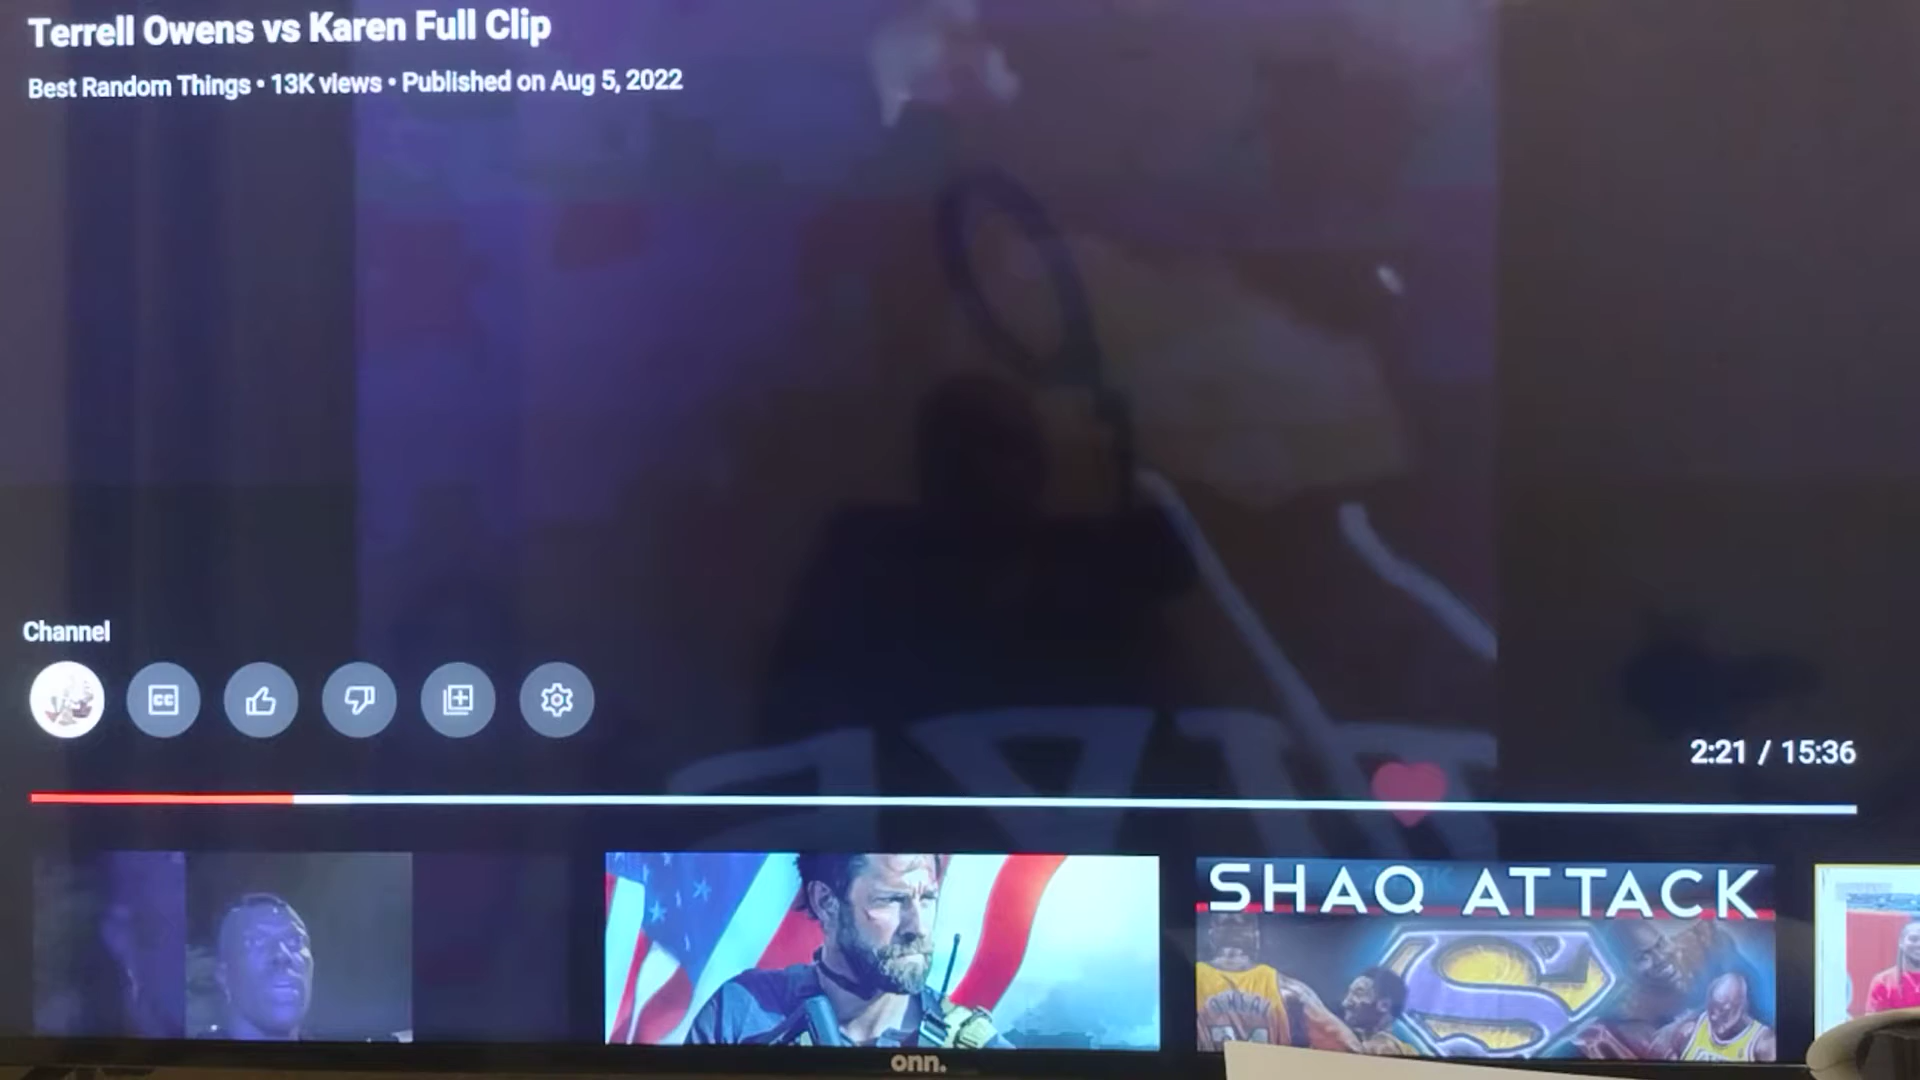 Terrell Owens vs Karen Full Clip
Best Random Things • 13K views • Published on Aug 5, 2022
Channel
CC
2:21 / 15:36
SHAQ ATTACK
O'NEAL
S
onn.